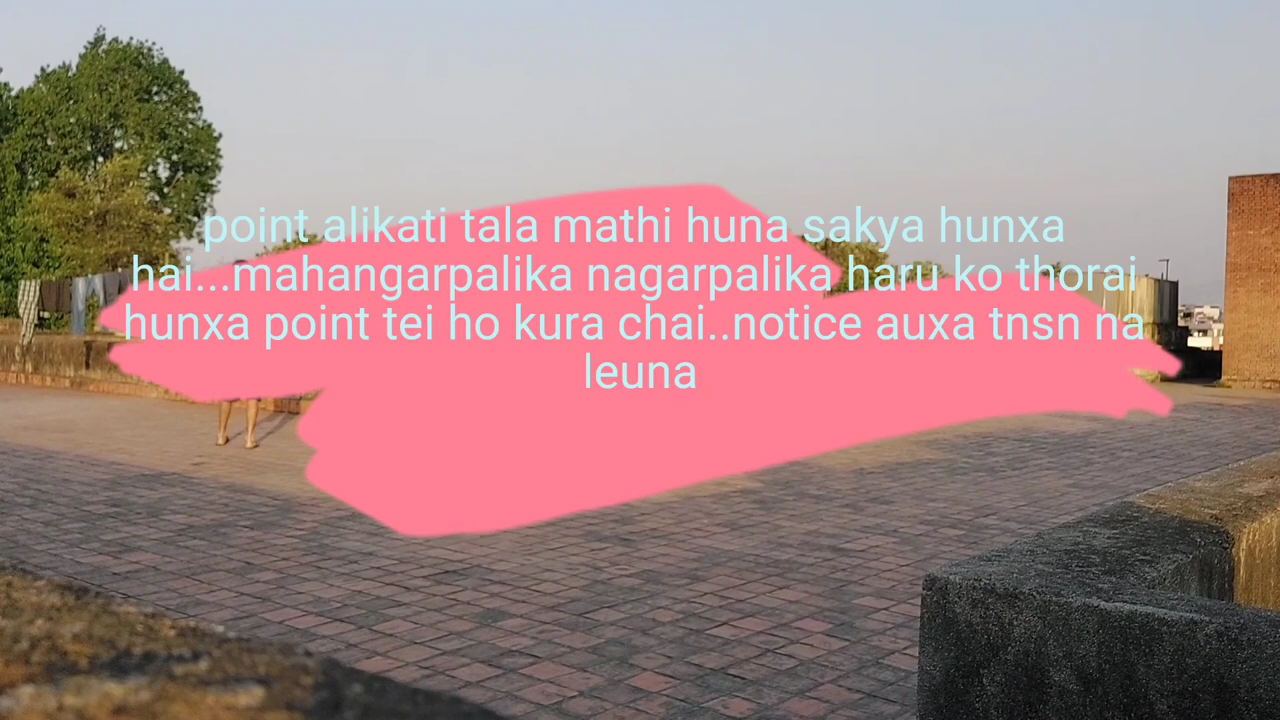 point alikati tala mathi huna sakya hunxa
hai...mahangarpalika nagarpalika haru ko thorai
hunxa point tei ho kura chai..notice auxa tnsn na
leuna